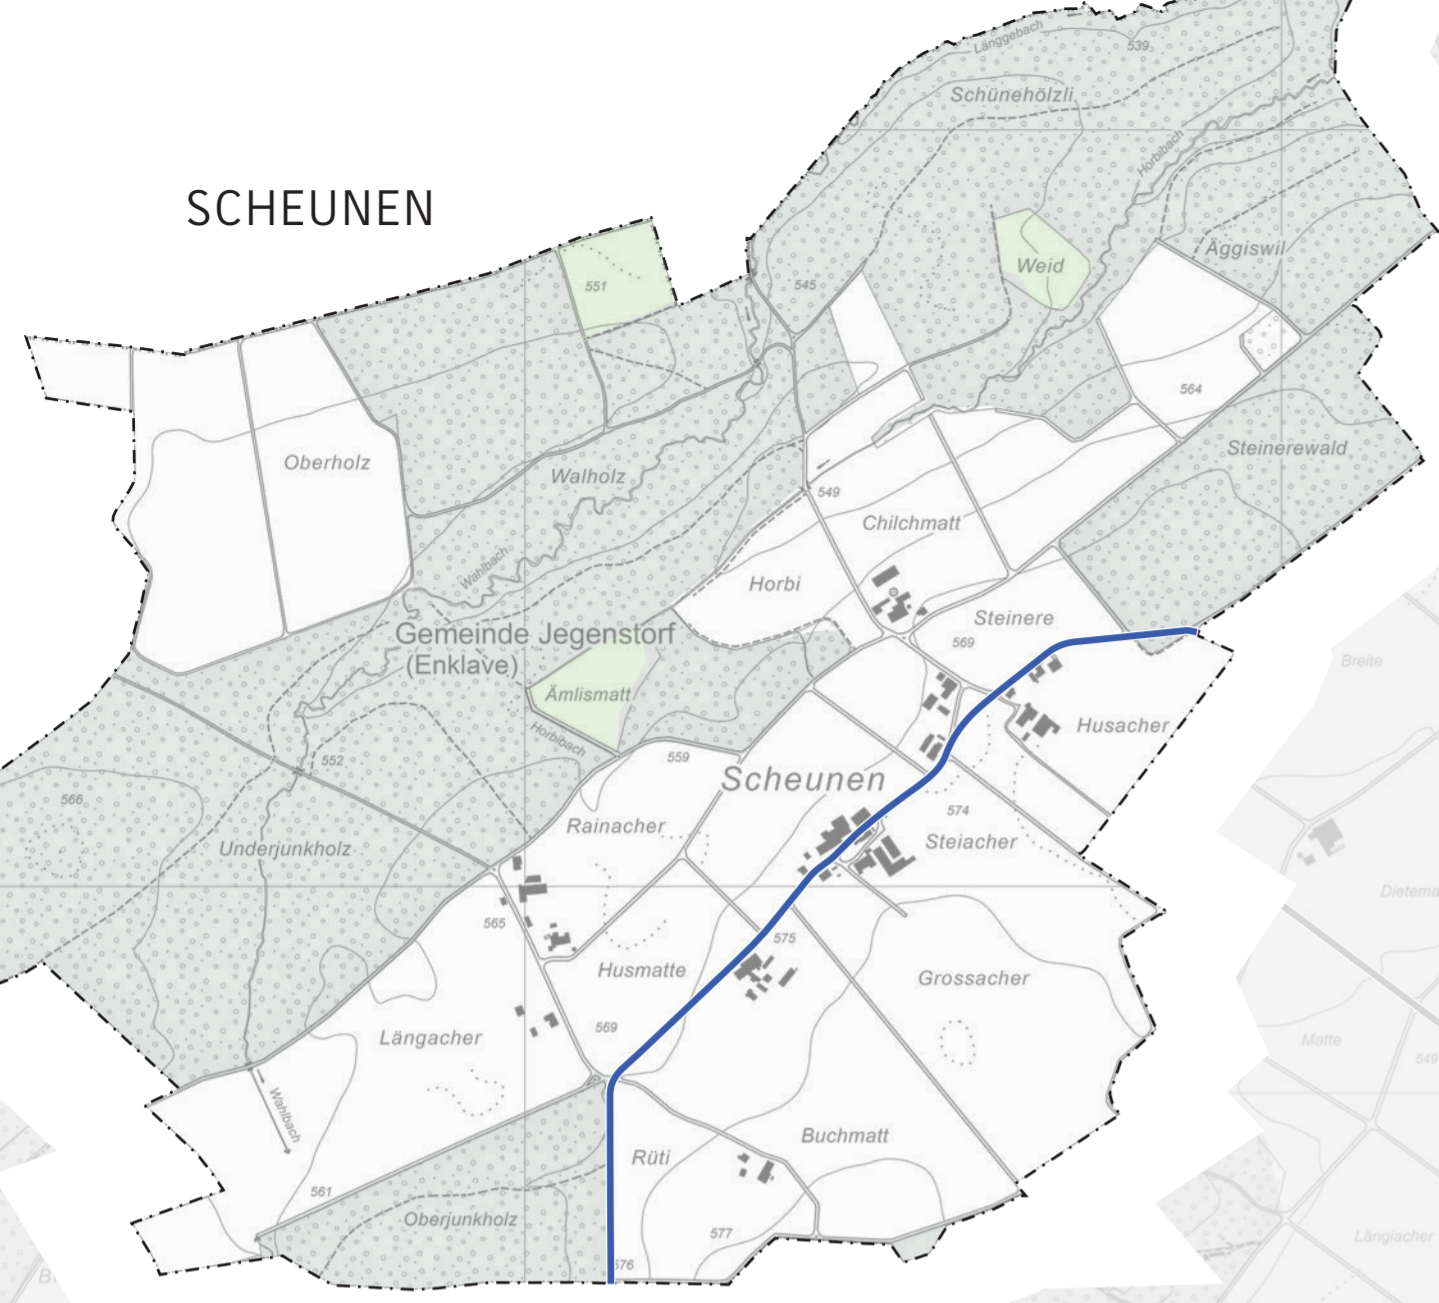 Länggebach
539
Schünehölzli
Horbibach
SCHEUNEN
Äggiswil
Weid
551
545
564
Oberholz
Walholz
Steinerewald
549
Chilchmatt
Wahlbach
Horbi
Steinere
Gemeinde Jegenstorf
(Enklave)
569
Breite
Ämlismatt
Husacher
Horbibach
559
552
Scheunen
566
574
Rainacher
Steiacher
Underjunkholz
565
575
Husmatte
Grossacher
569
Längacher
Matte
549
Wahlbach
Buchmatt
Rüti
561
Oberjunkholz
577
Längiacher
576